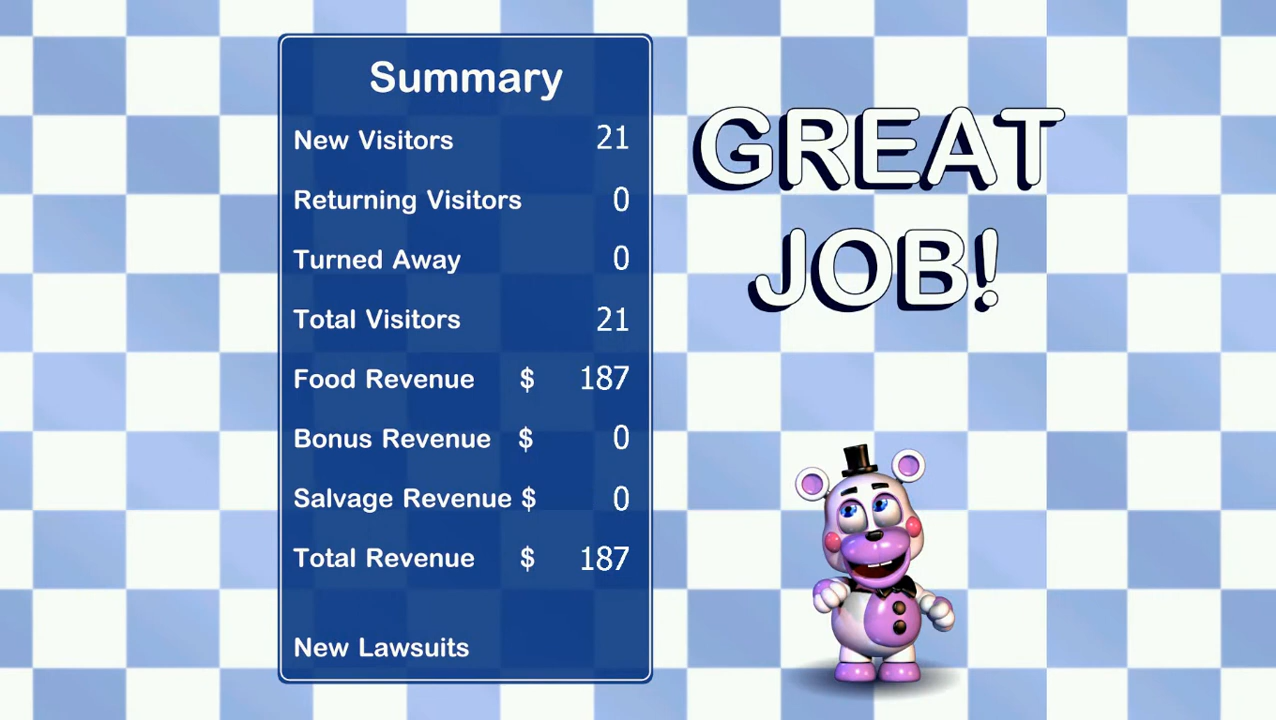 Summary
New Visitors 21
Returning Visitors 0
Turned Away 0
Total Visitors 21
Food Revenue $ 187
Bonus Revenue $ 0
Salvage Revenue $ 0
Total Revenue $ 187
New Lawsuits
GREAT
JOB!